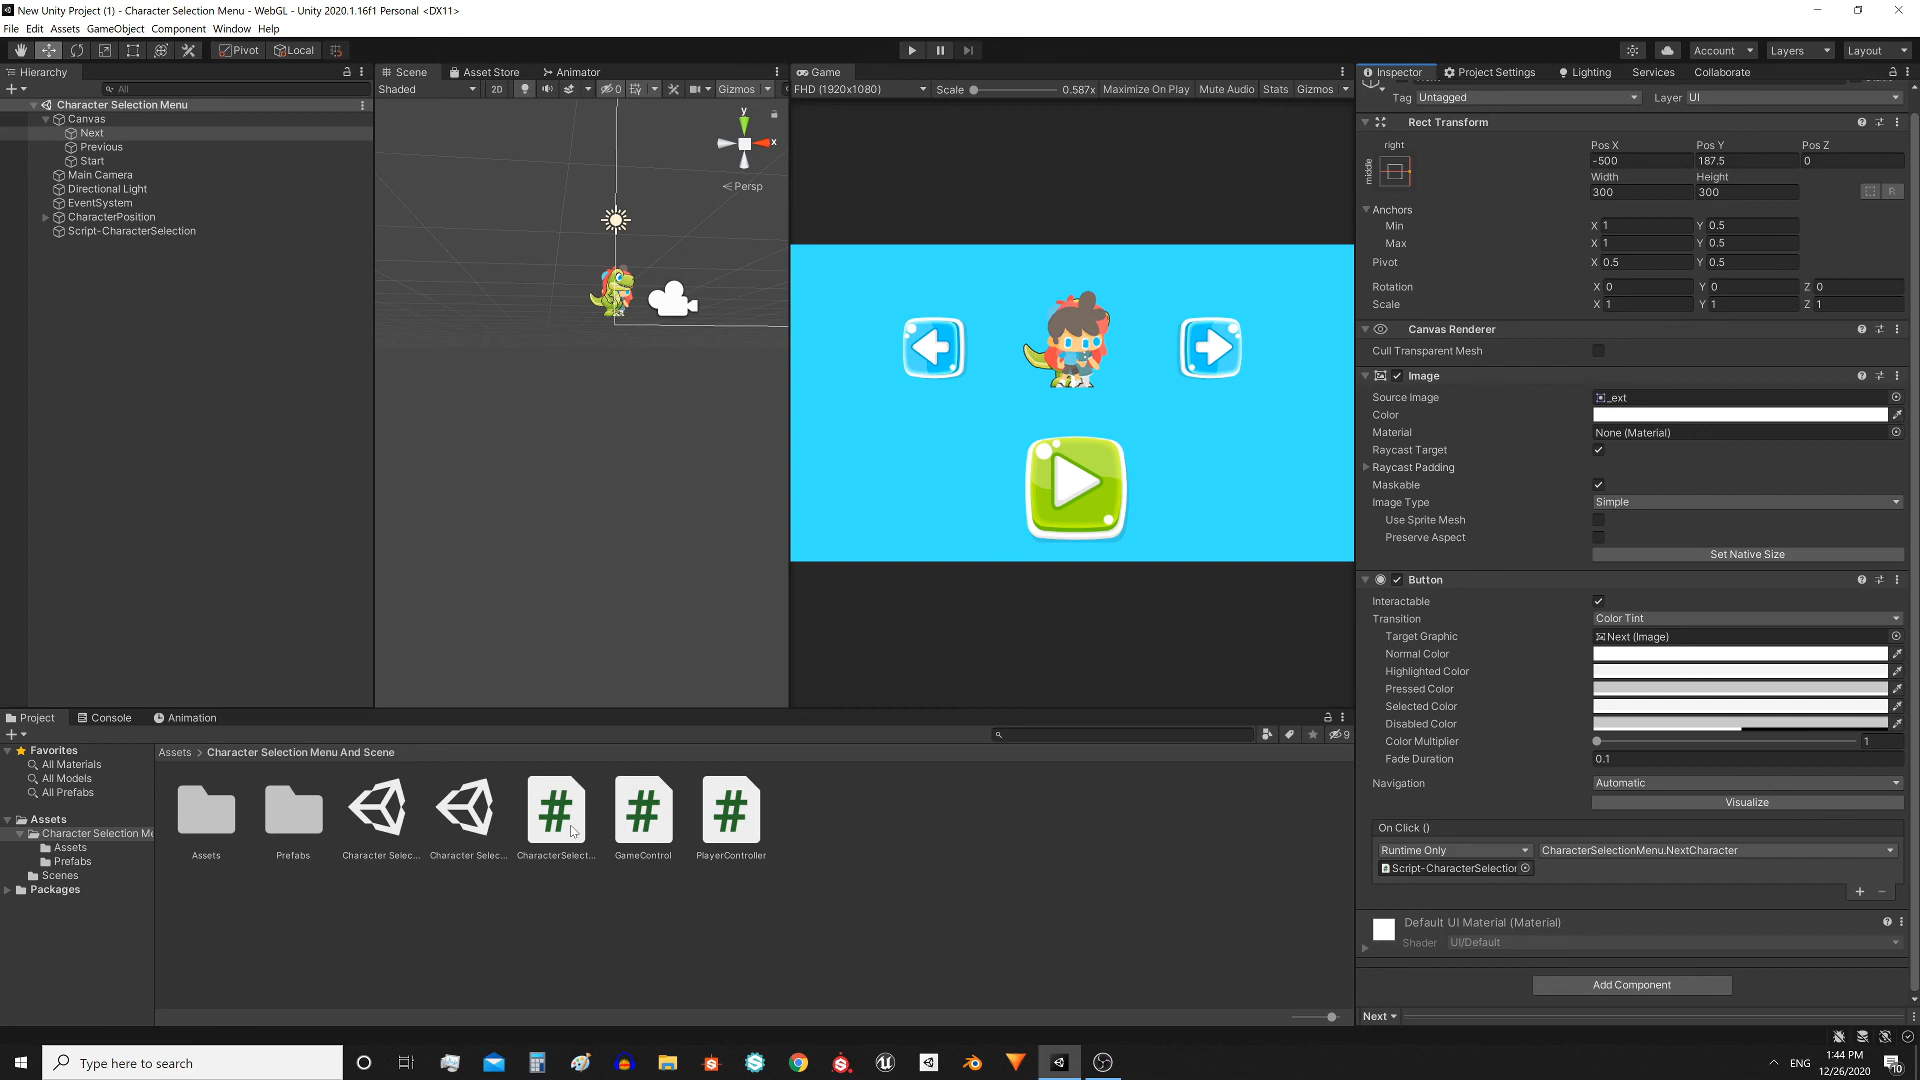 New Unity Project (1) - Character Selection Menu - WebGL - Unity 2020.1.16f1 Personal <DX11>
File Edit Assets GameObject Component Window Help
Pivot Local Account Layers Layout
Hierarchy
All
Character Selection Menu
Canvas
Next
Previous
Start
Main Camera
Directional Light
EventSystem
CharacterPosition
Script-CharacterSelection
Scene Asset Store Animator
Shaded 2D 0 Gizmos
y
x
Persp
Game
FHD (1920x1080) Scale 0.587x Maximize On Play Mute Audio Stats Gizmos
Inspector Project Settings Lighting Services Collaborate
Tag Untagged Layer UI
Rect Transform
right Pos X Pos Y Pos Z
middle -500 187.5 0
Width Height
300 300 R
Anchors
Min X 1 Y 0.5
Max X 1 Y 0.5
Pivot X 0.5 Y 0.5
Rotation X 0 Y 0 Z 0
Scale X 1 Y 1 Z 1
Canvas Renderer
Cull Transparent Mesh
Image
Source Image _ext
Color
Material None (Material)
Raycast Target
Raycast Padding
Maskable
Image Type Simple
Use Sprite Mesh
Preserve Aspect
Set Native Size
Button
Interactable
Transition Color Tint
Target Graphic Next (Image)
Normal Color
Highlighted Color
Pressed Color
Selected Color
Disabled Color
Color Multiplier 1
Fade Duration 0.1
Navigation Automatic
Visualize
On Click ()
Runtime Only CharacterSelectionMenu.NextCharacter
Script-CharacterSelection
Default UI Material (Material)
Shader UI/Default
Add Component
Next
Project Console Animation
9
Favorites
All Materials
All Models
All Prefabs
Assets
Character Selection Me
Assets
Prefabs
Scenes
Packages
Assets > Character Selection Menu And Scene
Assets Prefabs Character Selec... Character Selec... CharacterSelect... GameControl PlayerController
Type here to search
ENG
1:44 PM
12/26/2020
10